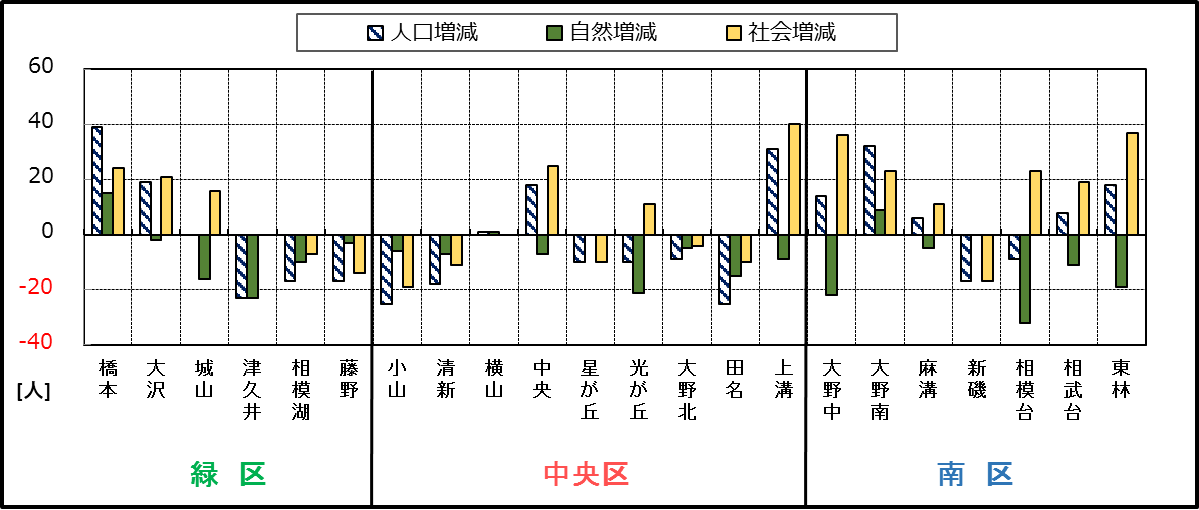 人口増減 自然増減 社会増減
60
40
20
0
-20
-40
[人]
橋本 大沢 城山 津久井 相模湖 藤野 小山 清新 横山 中央 星が丘 光が丘 大野北 田名 上溝 大野中 大野南 麻溝 新磯 相模台 相武台 東林
緑 区 中央区 南 区